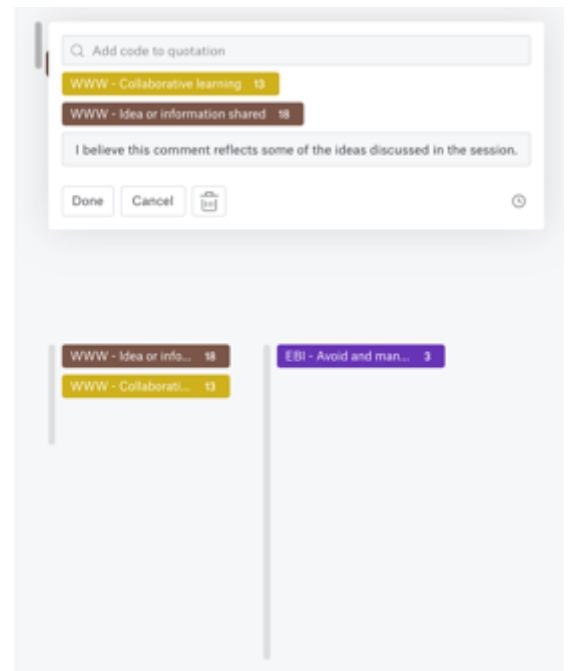 Add code to quotation
WWW - Collaborative learning 13
WWW - Idea or information shared 18
I believe this comment reflects some of the ideas discussed in the session.
Done Cancel
WWW - Idea or info... 18
EBI - Avoid and man... 3
WWW - Collaborati... 13